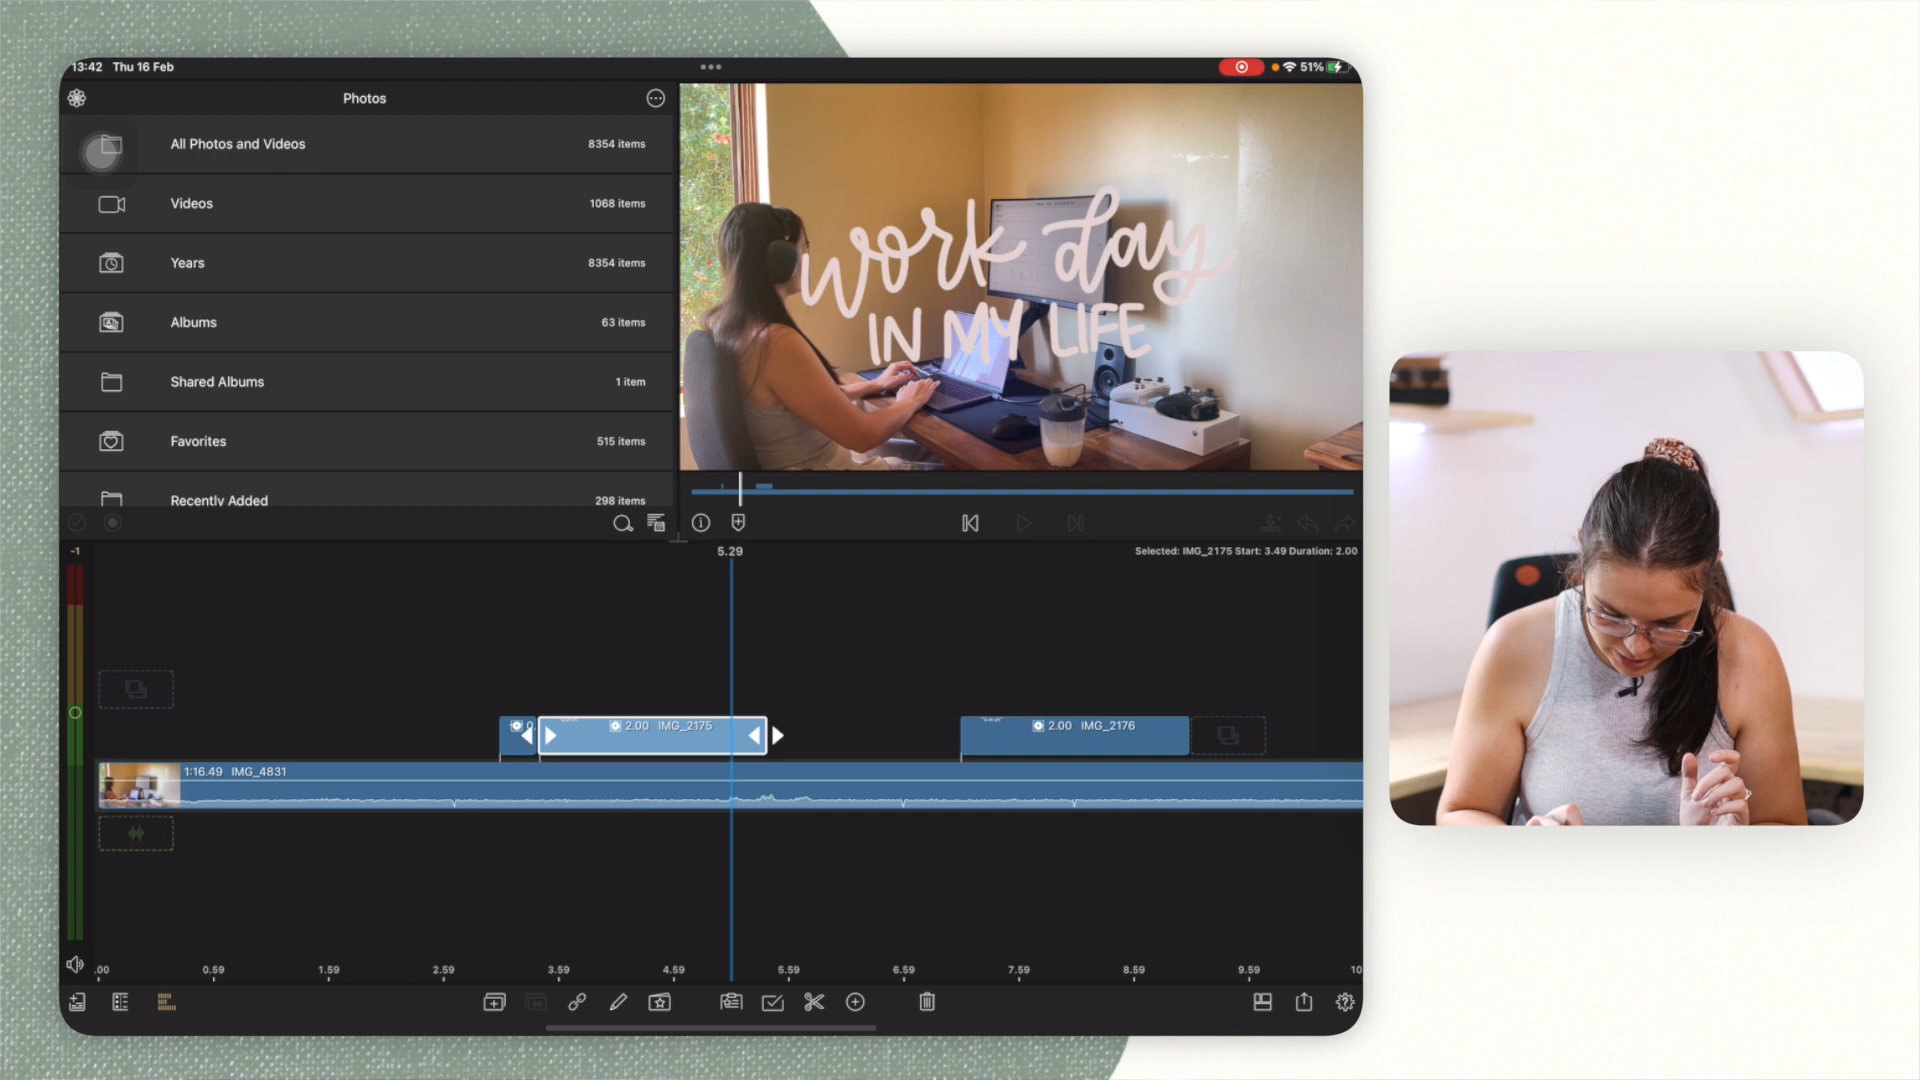 13:42 Thu 16 Feb
51%
Photos
All Photos and Videos 8354 items
Videos 1068 items
Years 8354 items
Albums 63 items
Shared Albums 1 item
Favorites 515 items
Recently Added 298 items
work day
IN MY LIFE
-1
5.29
Selected: IMG_2175 Start: 3.49 Duration: 2.00
0.
2.00 IMG_2175
2.00 IMG_2176
1:16.49 IMG_4831
.00 0.59 1.59 2.59 3.59 4.59 5.59 6.59 7.59 8.59 9.59 10